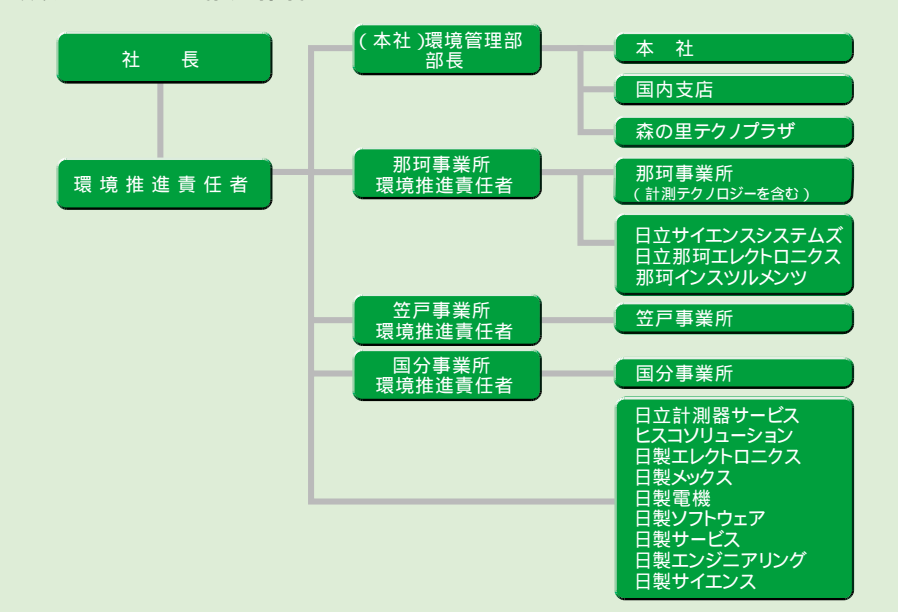 社 長
環境推進責任者
(本社)環境管理部
部長
本 社
国内支店
森の里テクノプラザ
那珂事業所
環境推進責任者
那珂事業所
(計測テクノロジーを含む)
日立サイエンスシステムズ
日立那珂エレクトロニクス
那珂インスツルメンツ
笠戸事業所
環境推進責任者
笠戸事業所
国分事業所
環境推進責任者
国分事業所
日立計測器サービス
ヒスコソリューション
日製エレクトロニクス
日製メックス
日製電機
日製ソフトウェア
日製サービス
日製エンジニアリング
日製サイエンス